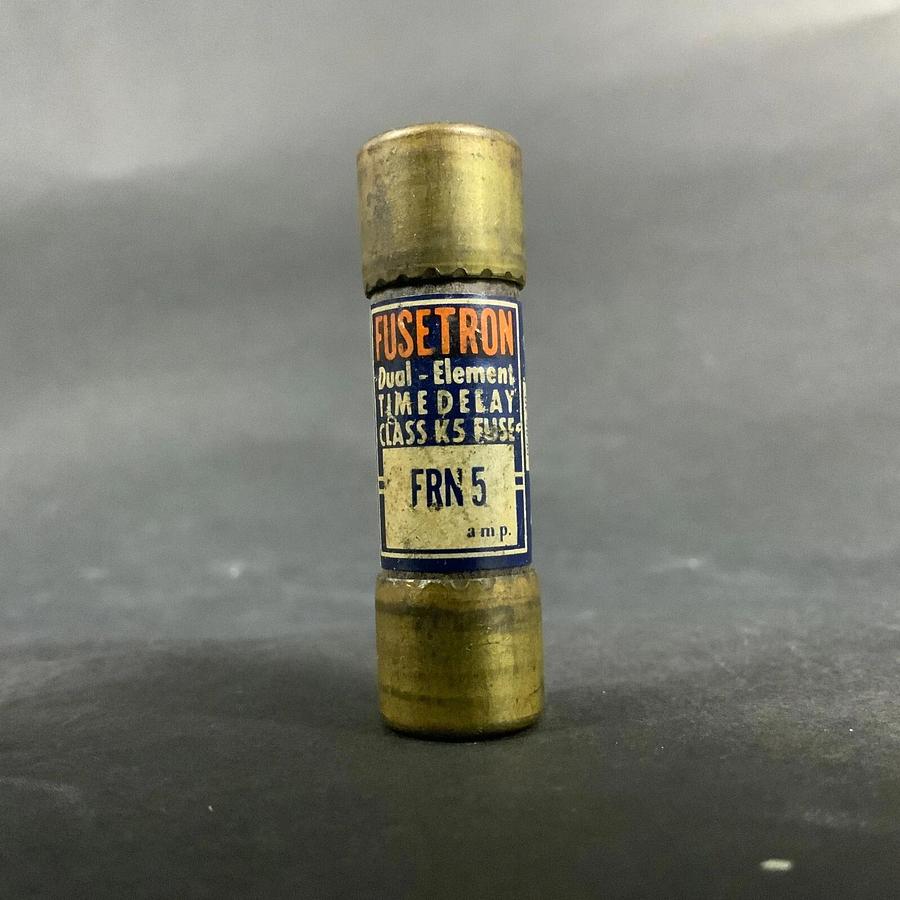 FUSETRON
Dual - Element
TIME DELAY
CLASS K5 FUSE
FRN 5
amp.